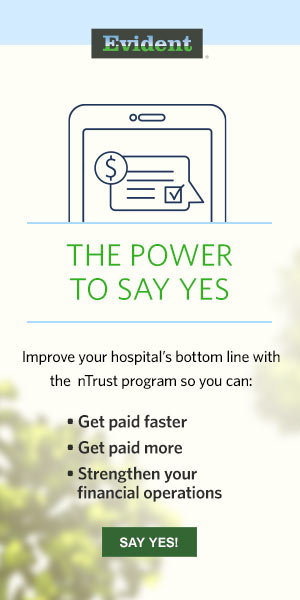 Evident
$
THE POWER
TO SAY YES
Improve your hospital's bottom line with
the nTrust program so you can:
• Get paid faster
• Get paid more
• Strengthen your
financial operations
SAY YES!